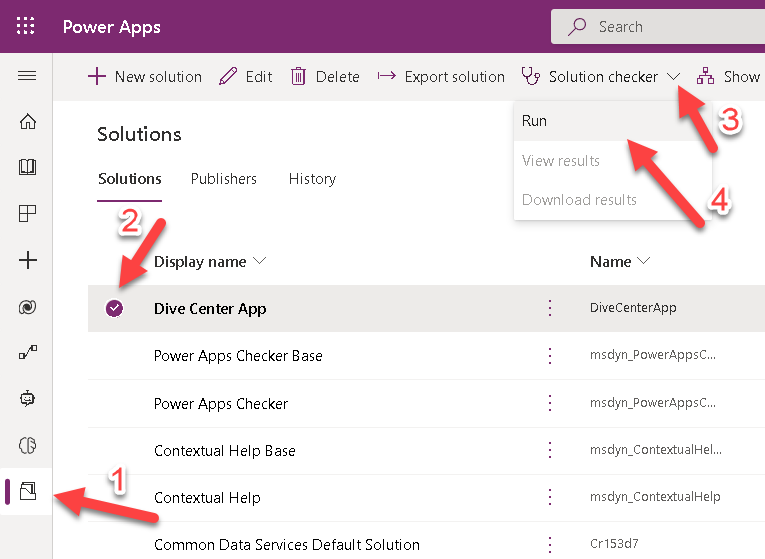 Power Apps
Search
New solution Edit Delete Export solution Solution checker Show
3
Run
Solutions
View results
Solutions Publishers History
Download results
4
2
Display name Name
Dive Center App DiveCenterApp
Power Apps Checker Base msdyn_PowerAppsC...
Power Apps Checker msdyn_PowerAppsC...
Contextual Help Base msdyn_ContextualHel...
1
Contextual Help msdyn_ContextualHelp
Common Data Services Default Solution Cr153d7